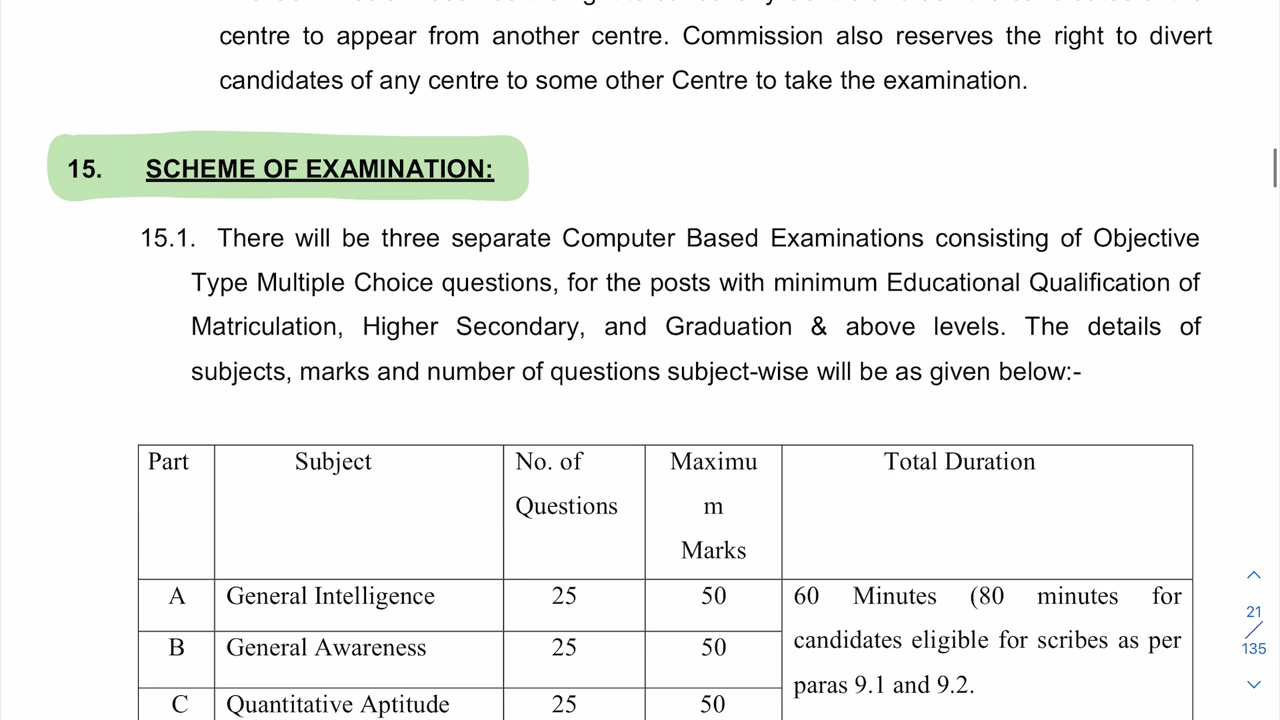 centre to appear from another centre. Commission also reserves the right to divert
candidates of any centre to some other Centre to take the examination.
15. SCHEME OF EXAMINATION:
15.1. There will be three separate Computer Based Examinations consisting of Objective
Type Multiple Choice questions, for the posts with minimum Educational Qualification of
Matriculation, Higher Secondary, and Graduation & above levels. The details of
subjects, marks and number of questions subject-wise will be as given below:-
Part Subject No. of Questions Maximu m Marks Total Duration
A General Intelligence 25 50 60 Minutes (80 minutes for
candidates eligible for scribes as per
B General Awareness 25 50
paras 9.1 and 9.2.
C Quantitative Aptitude 25 50
21
135